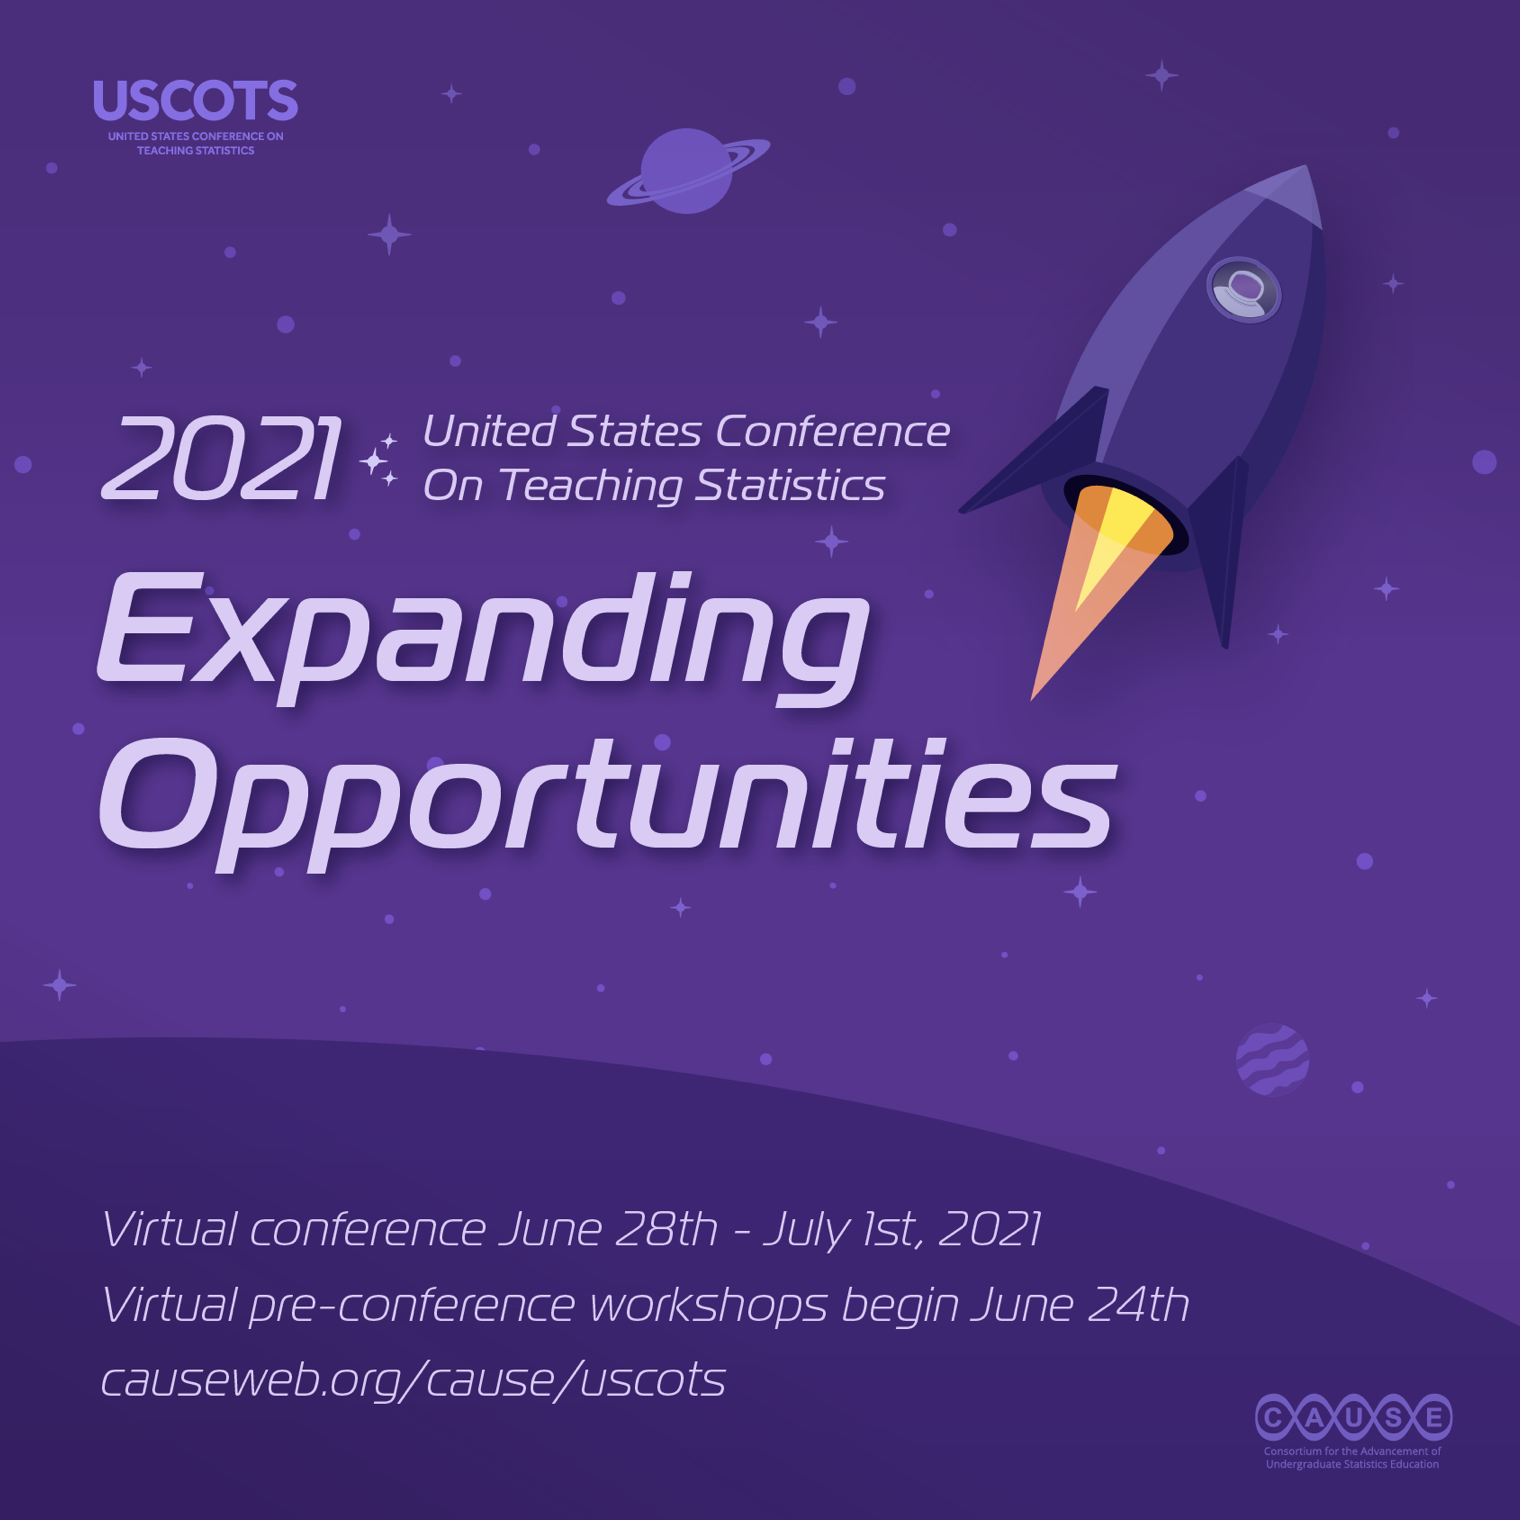 USCOTS
UNITED STATES CONFERENCE ON
TEACHING STATISTICS
2021
United States Conference
On Teaching Statistics
Expanding
Opportunities
Virtual conference June 28th - July 1st, 2021
Virtual pre-conference workshops begin June 24th
causeweb.org/cause/uscots
CAUSE
Consortium for the Advancement of
Undergraduate Statistics Education